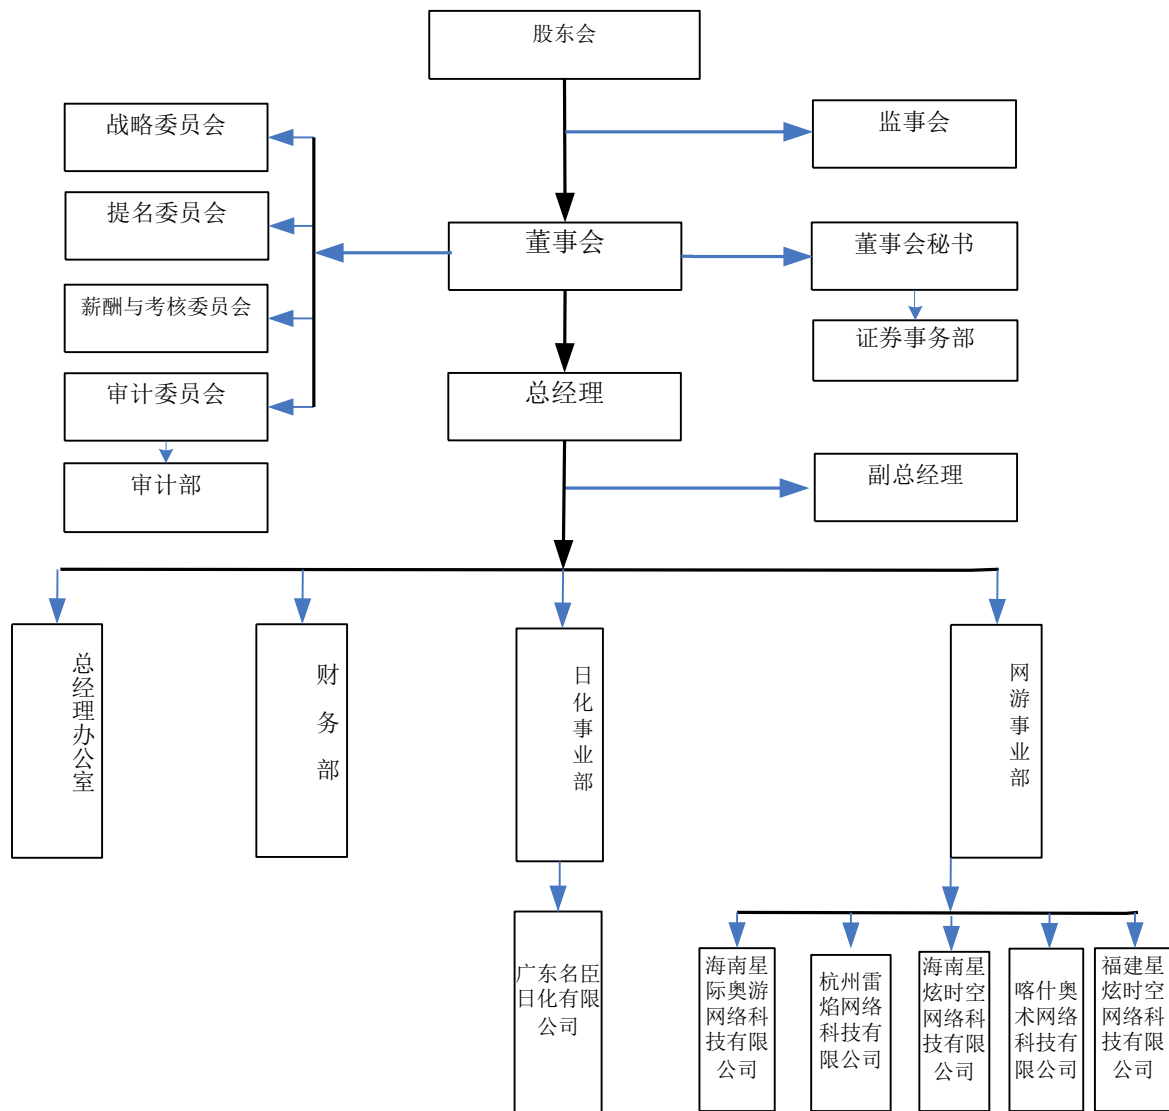 股东会
战略委员会
监事会
提名委员会
董事会
董事会秘书
薪酬与考核委员会
证券事务部
审计委员会
总经理
审计部
副总经理
总经理办公室
财务部
日化事业部
网游事业部
广东名臣
日化有限
公司
海南星
际奥游
网络科
技有限
公司
杭州雷
焰网络
科技有
限公司
海南星
炫时空
网络科
技有限
公司
喀什奥
术网络
科技有
限公司
福建星
炫时空
网络科
技有限
公司